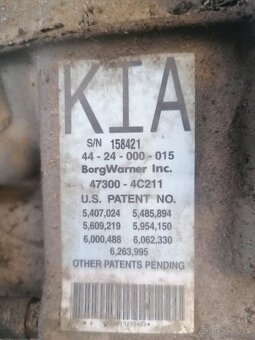 KIA
S/N 158421
44-24-000-015
BorgWarner Inc.
47300-4C211
U.S. PATENT NO.
5,407,024 5,485,894
5,609,219 5,954,150
6,000,488 6,062,330
6,263,995
OTHER PATENTS PENDING